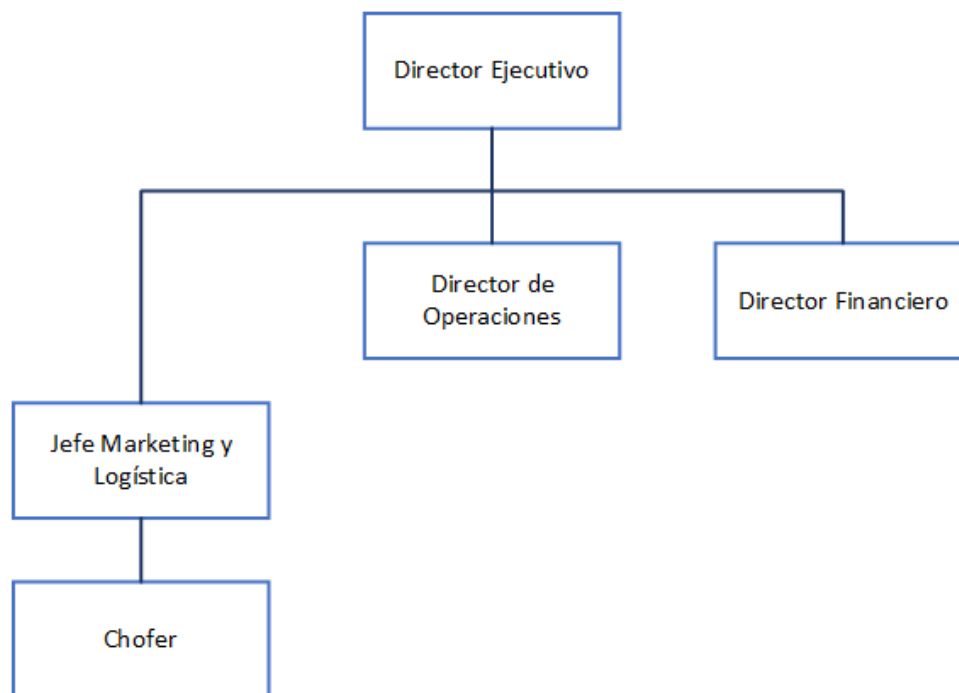 Director Ejecutivo
Director de
Operaciones
Director Financiero
Jefe Marketing y
Logística
Chofer